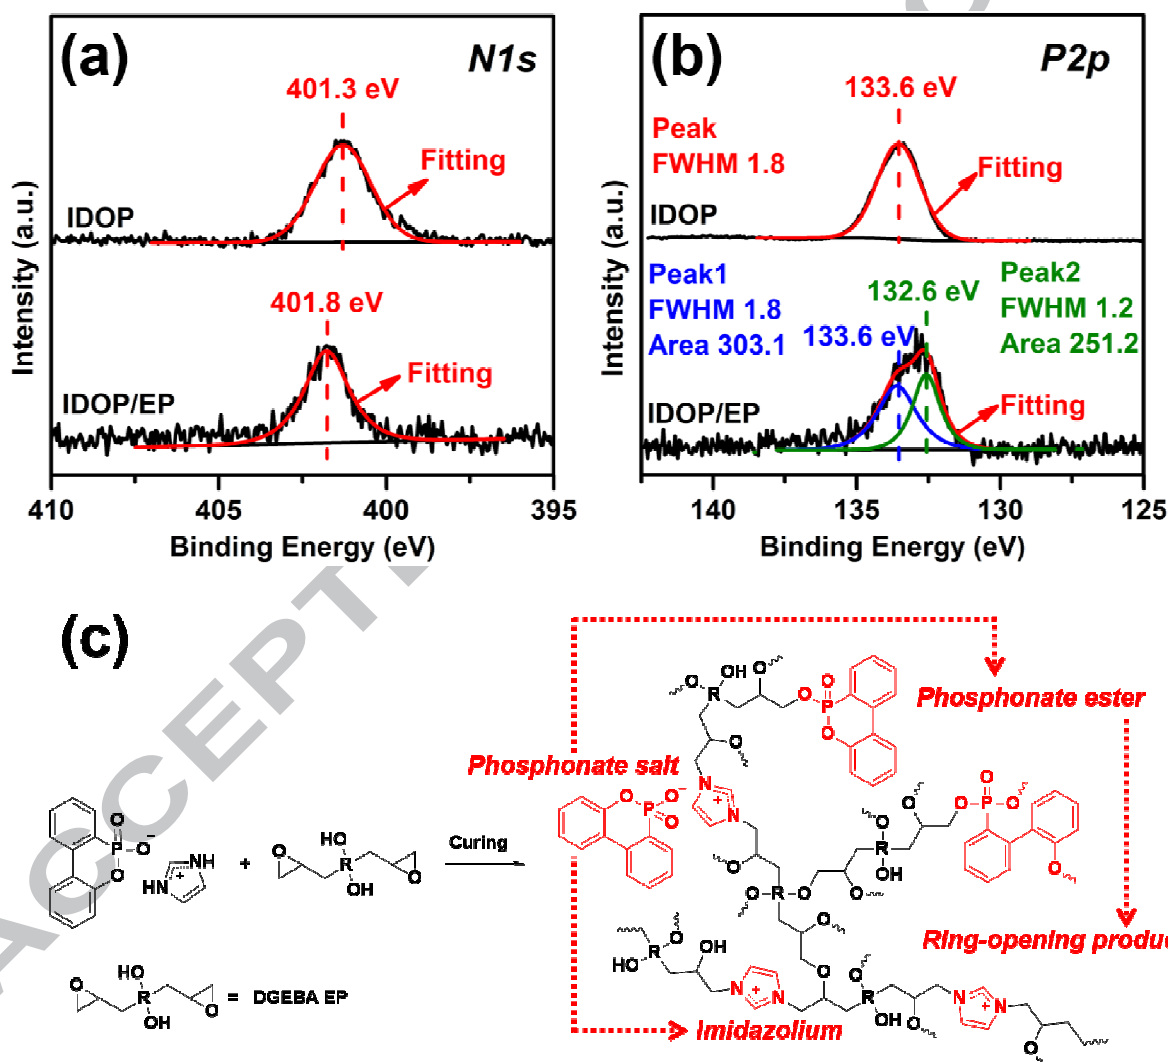 (a)
N1s
401.3 eV
Fitting
IDOP
401.8 eV
Fitting
IDOP/EP
Intensity (a.u.)
410 405 400 395
Binding Energy (eV)
(b)
P2p
133.6 eV
Peak
FWHM 1.8
Fitting
IDOP
Peak1
FWHM 1.8
Area 303.1
133.6 eV
132.6 eV
Peak2
FWHM 1.2
Area 251.2
Fitting
IDOP/EP
Intensity (a.u.)
140 135 130 125
Binding Energy (eV)
(c)
Phosphonate ester
Phosphonate salt
Curing
Ring-opening produ
Imidazolium
= DGEBA EP
ACCEPTE